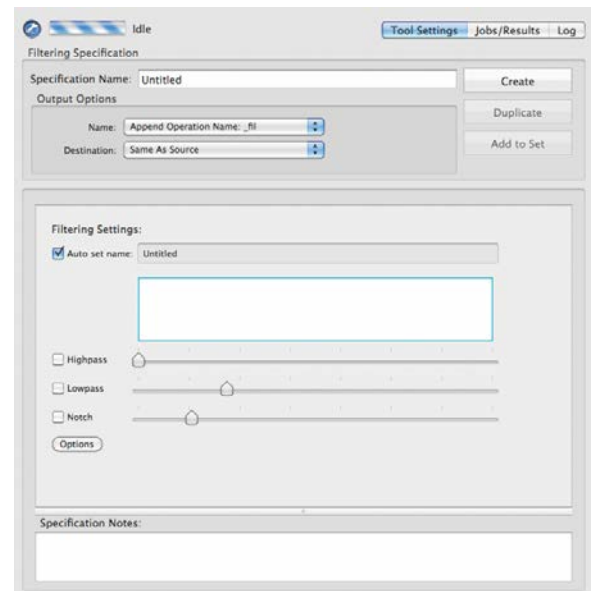 Idle
Tool Settings Jobs/Results Log
Filtering Specification
Specification Name: Untitled
Create
Output Options
Duplicate
Name: Append Operation Name: _fil
Add to Set
Destination: Same As Source
Filtering Settings:
Auto set name: Untitled
Highpass
Lowpass
Notch
Options
Specification Notes: